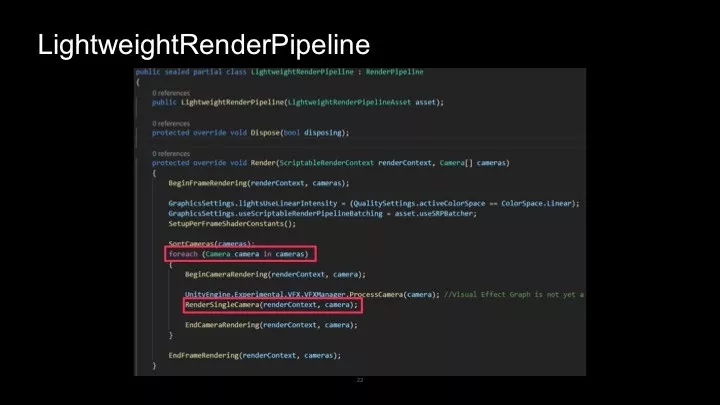 LightweightRenderPipeline
public sealed partial class LightweightRenderPipeline : RenderPipeline
{
0 references
public LightweightRenderPipeline(LightweightRenderPipelineAsset asset);
0 references
protected override void Dispose(bool disposing);
0 references
protected override void Render(ScriptableRenderContext renderContext, Camera[] cameras)
{
BeginFrameRendering(renderContext, cameras);
GraphicsSettings.lightsUseLinearIntensity = (QualitySettings.activeColorSpace == ColorSpace.Linear);
GraphicsSettings.useScriptableRenderPipelineBatching = asset.useSRPBatcher;
SetupPerFrameShaderConstants();
SortCameras(cameras);
foreach (Camera camera in cameras)
{
BeginCameraRendering(renderContext, camera);
UnityEngine.Experimental.VFX.VFXManager.ProcessCamera(camera); //Visual Effect Graph is not yet a
RenderSingleCamera(renderContext, camera);
EndCameraRendering(renderContext, camera);
}
EndFrameRendering(renderContext, cameras);
}
22